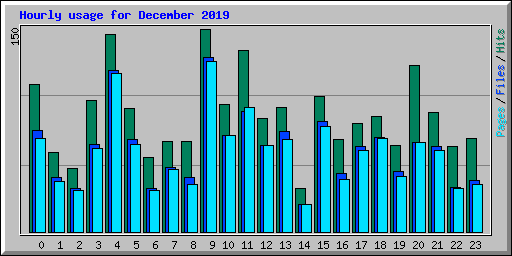 Hourly usage for December 2019
150
Pages / Files / Hits
0 1 2 3 4 5 6 7 8 9 10 11 12 13 14 15 16 17 18 19 20 21 22 23